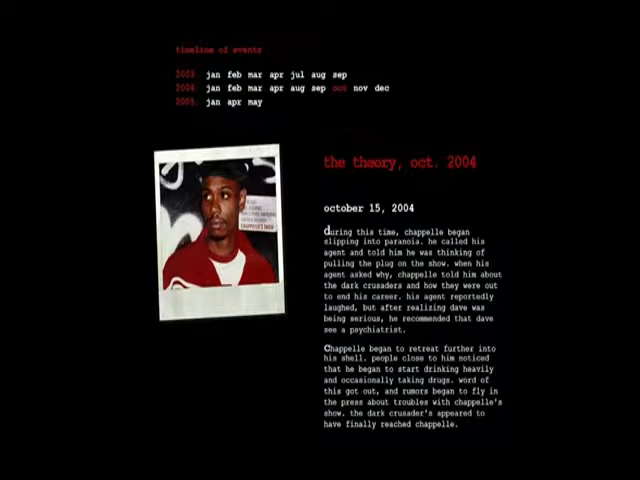 timeline of events
2003: jan feb mar apr jul aug sep
2004: jan feb mar apr aug sep oct nov dec
2005: jan apr may
the theory, oct. 2004
october 15, 2004
during this time, chappelle began
slipping into paranoia. he called his
agent and told him he was thinking of
pulling the plug on the show. when his
agent asked why, chappelle told him about
the dark crusaders and how they were out
to end his career. his agent reportedly
laughed, but after realizing dave was
being serious, he recommended that dave
see a psychiatrist.
Chappelle began to retreat further into
his shell. people close to him noticed
that he began to start drinking heavily
and occasionally taking drugs. word of
this got out, and rumors began to fly in
the press about troubles with chappelle's
show. the dark crusader's appeared to
have finally reached chappelle.